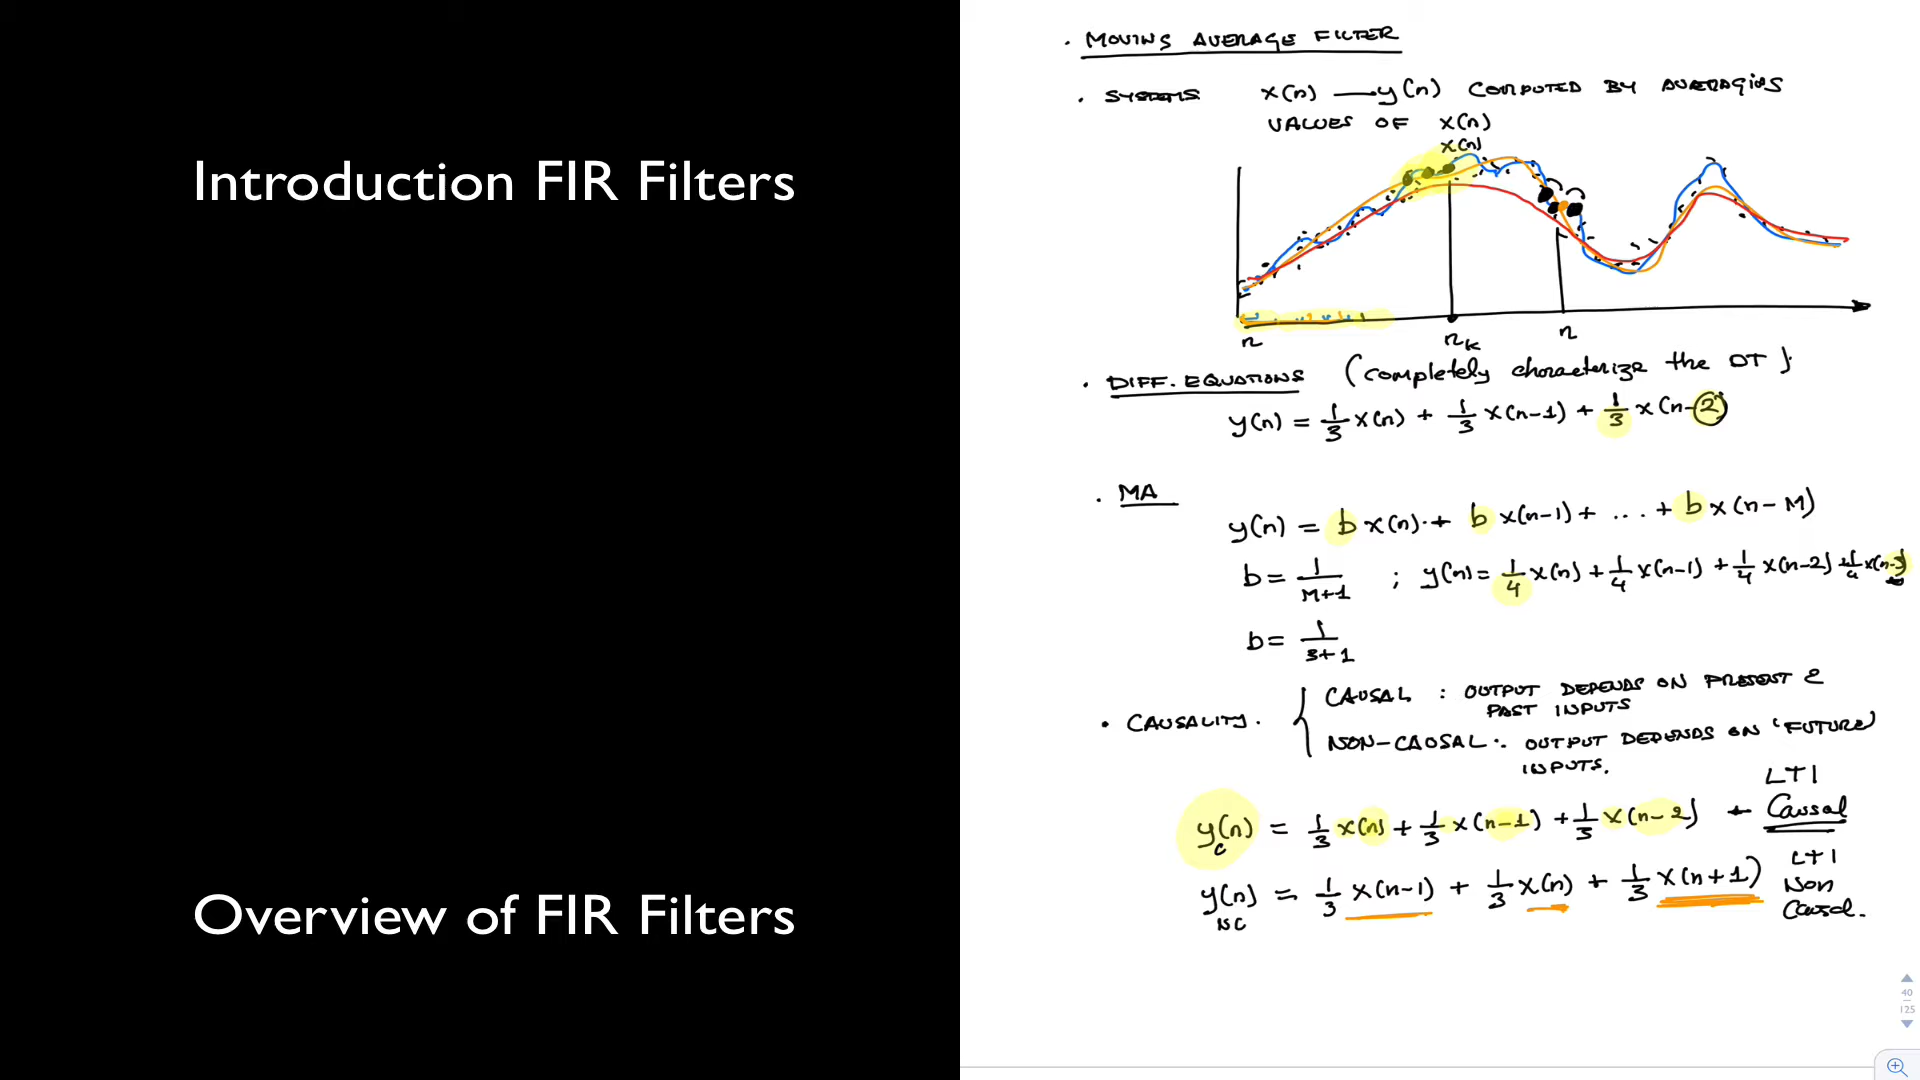 Introduction FIR Filters
Overview of FIR Filters
. MOVING AVERAGE FILTER
. SYSTEMS x(n) — y(n) COMPUTED BY AVERAGING
VALUES OF x(n)
x(n)
n nₖ n
. DIFF. EQUATIONS (completely characterize the DT).
y(n) = 1/3 x(n) + 1/3 x(n-1) + 1/3 x(n-2)
. MA
y(n) = b x(n) + b x(n-1) + ... + b x(n-M)
b = 1/M+1 ; y(n) = 1/4 x(n) + 1/4 x(n-1) + 1/4 x(n-2) + 1/4 x(n-3)
b = 1/3+1
• CAUSALITY. { CAUSAL : OUTPUT DEPENDS ON PRESENT &
PAST INPUTS
NON-CAUSAL : OUTPUT DEPENDS ON 'FUTURE'
INPUTS.
LTI
y(n) = 1/3 x(n) + 1/3 x(n-1) + 1/3 x(n-2) - Causal
C
LTI
y(n) = 1/3 x(n-1) + 1/3 x(n) + 1/3 x(n+1) Non
NC Causal.
40
125